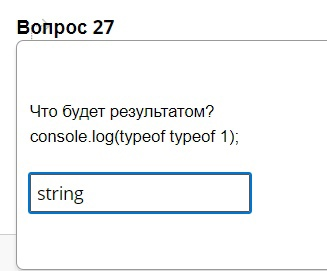 Вопрос 27
Что будет результатом?
console.log(typeof typeof 1);
string